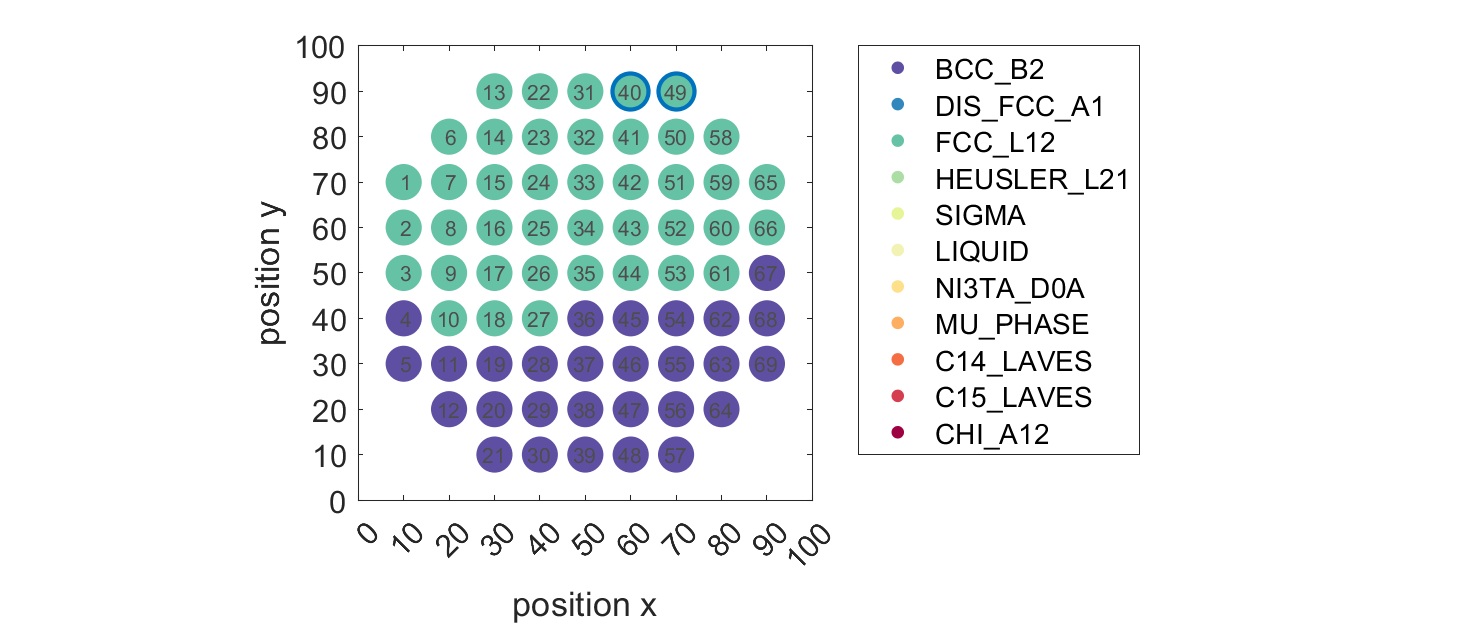 100
90 13 22 31 40 49
80 6 14 23 32 41 50 58
70 1 7 15 24 33 42 51 59 65
60 2 8 16 25 34 43 52 60 66
50 3 9 17 26 35 44 53 61 67
40 4 10 18 27 36 45 54 62 68
30 5 11 19 28 37 46 55 63 69
20 12 20 29 38 47 56 64
10 21 30 39 48 57
0
0 10 20 30 40 50 60 70 80 90 100
position x
position y
BCC_B2
DIS_FCC_A1
FCC_L12
HEUSLER_L21
SIGMA
LIQUID
NI3TA_D0A
MU_PHASE
C14_LAVES
C15_LAVES
CHI_A12